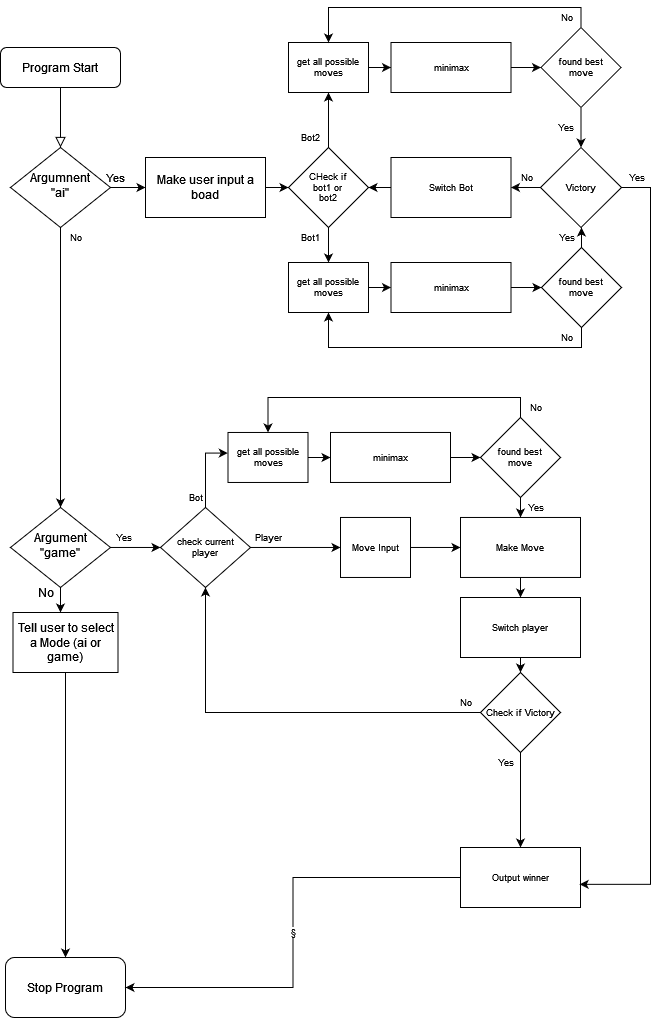 No
Program Start
get all possible
moves
minimax
found best
move
Yes
Bot2
Argumnent
"ai"
Yes
Make user input a
boad
CHeck if
bot1 or
bot2
Switch Bot
No
Victory
Yes
No
Bot1
Yes
get all possible
moves
minimax
found best
move
No
No
get all possible
moves
minimax
found best
move
Bot
Yes
Argument
"game"
Yes
check current
player
Player
Move Input
Make Move
No
Tell user to select
a Mode (ai or
game)
Switch player
No
Check if Victory
Yes
Output winner
§
Stop Program